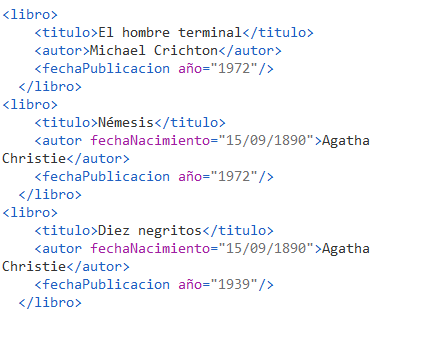 <libro>
    <titulo>El hombre terminal</titulo>
    <autor>Michael Crichton</autor>
    <fechaPublicacion año="1972"/>
  </libro>
<libro>
    <titulo>Némesis</titulo>
    <autor fechaNacimiento="15/09/1890">Agatha
Christie</autor>
    <fechaPublicacion año="1972"/>
  </libro>
<libro>
    <titulo>Diez negritos</titulo>
    <autor fechaNacimiento="15/09/1890">Agatha
Christie</autor>
    <fechaPublicacion año="1939"/>
  </libro>